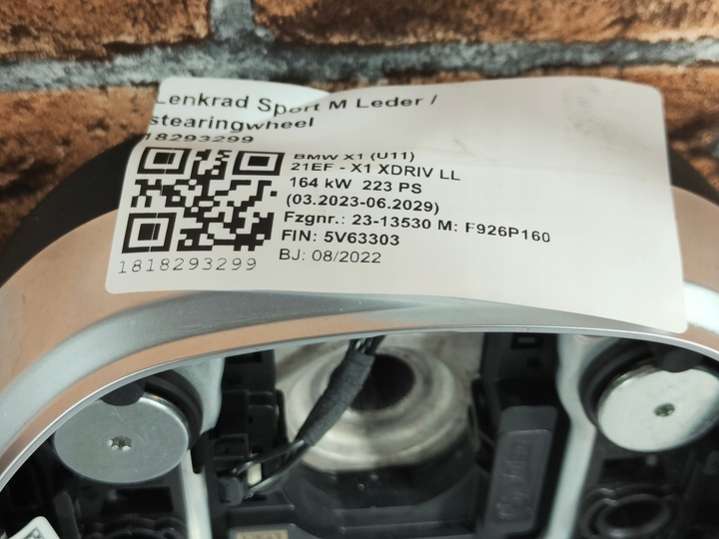 Lenkrad Sport M Leder /
stearingwheel
18293299
BMW X1 (U11)
21EF - X1 XDRIV LL
164 kW 223 PS
(03.2023-06.2029)
Fzgnr.: 23-13530 M: F926P160
FIN: 5V63303
BJ: 08/2022
1818293299